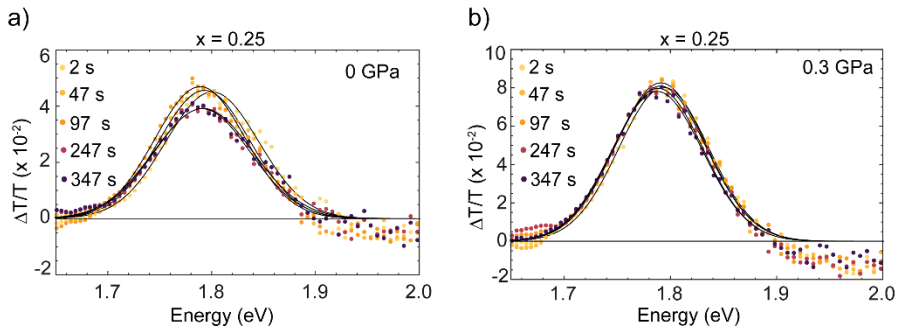 a)
x = 0.25
0 GPa
2 s
47 s
97 s
247 s
347 s
ΔT/T (x 10⁻²)
6
4
2
0
-2
1.7 1.8 1.9 2.0
Energy (eV)
b)
x = 0.25
0.3 GPa
2 s
47 s
97 s
247 s
347 s
ΔT/T (x 10⁻²)
10
8
6
4
2
0
-2
1.7 1.8 1.9 2.0
Energy (eV)